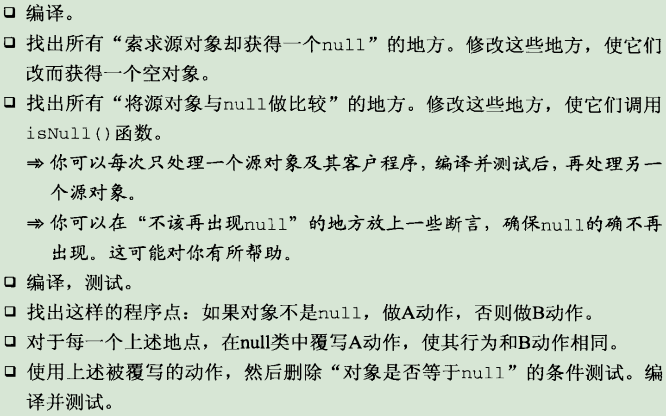 ❑ 编译。
❑ 找出所有“索求源对象却获得一个null”的地方。修改这些地方，使它们
改而获得一个空对象。
❑ 找出所有“将源对象与null做比较”的地方。修改这些地方，使它们调用
isNull()函数。
⇒ 你可以每次只处理一个源对象及其客户程序，编译并测试后，再处理另一
个源对象。
⇒ 你可以在“不该再出现null”的地方放上一些断言，确保null的确不再
出现。这可能对你有所帮助。
❑ 编译，测试。
❑ 找出这样的程序点：如果对象不是null，做A动作，否则做B动作。
❑ 对于每一个上述地点，在null类中覆写A动作，使其行为和B动作相同。
❑ 使用上述被覆写的动作，然后删除“对象是否等于null”的条件测试。编
译并测试。